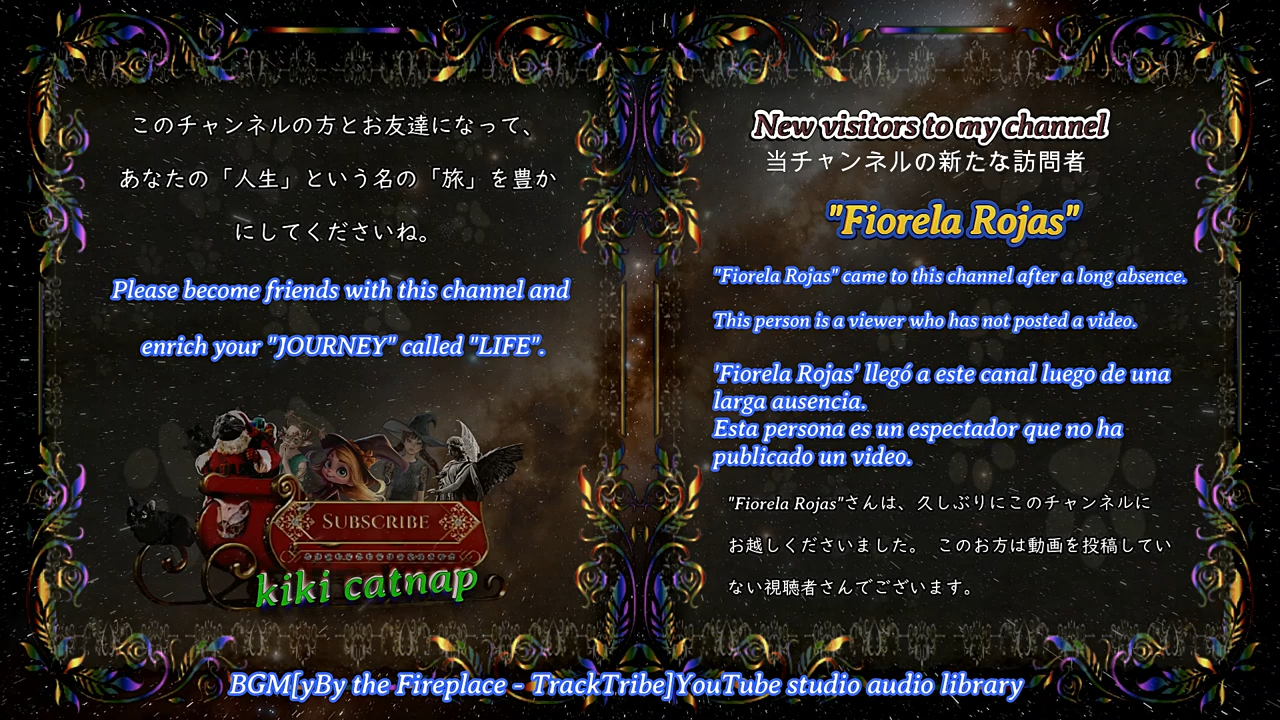 このチャンネルの方とお友達になって、
あなたの「人生」という名の「旅」を豊か
にしてくださいね。
Please become friends with this channel and
enrich your "JOURNEY" called "LIFE".
SUBSCRIBE
kiki catnap
New visitors to my channel
当チャンネルの新たな訪問者
"Fiorela Rojas"
"Fiorela Rojas" came to this channel after a long absence.
This person is a viewer who has not posted a video.
'Fiorela Rojas' llegó a este canal luego de una
larga ausencia.
Esta persona es un espectador que no ha
publicado un video.
"Fiorela Rojas"さんは、久しぶりにこのチャンネルに
お越しくださいました。 このお方は動画を投稿してい
ない視聴者さんでございます。
BGM[yBy the Fireplace - TrackTribe]YouTube studio audio library